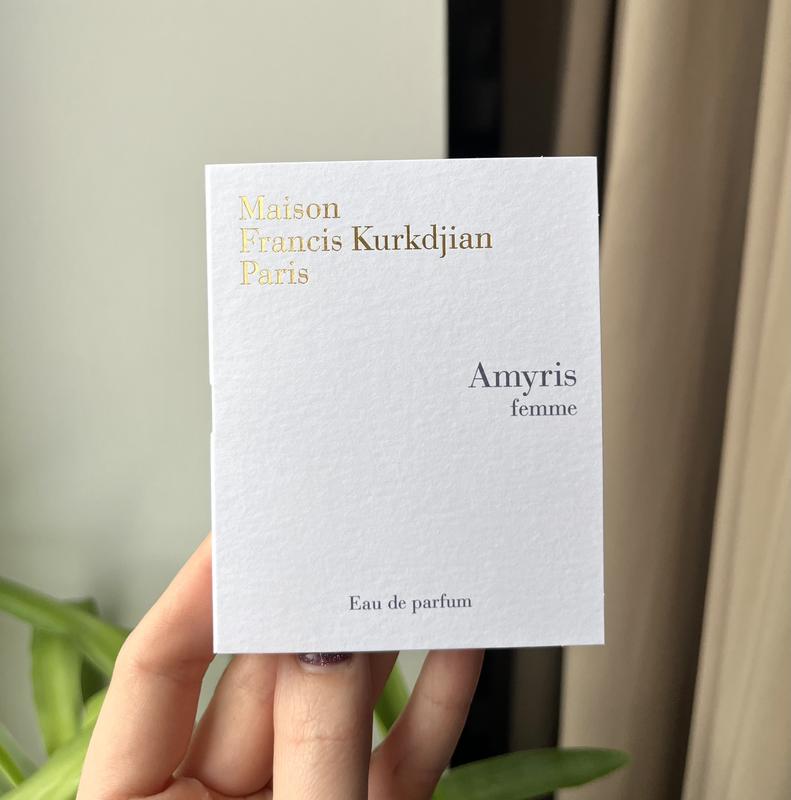 Maison
Francis Kurkdjian
Paris
Amyris
femme
Eau de parfum